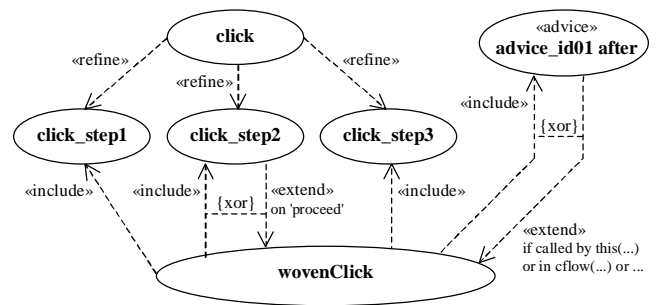 click
«advice»
advice_id01 after
«refine»
«refine»
«refine»
«include»
click_step1
click_step2
click_step3
{xor}
«include»
«include»
«extend»
on 'proceed'
«include»
{xor}
«extend»
if called by this(...)
or in cflow(...) or ...
wovenClick